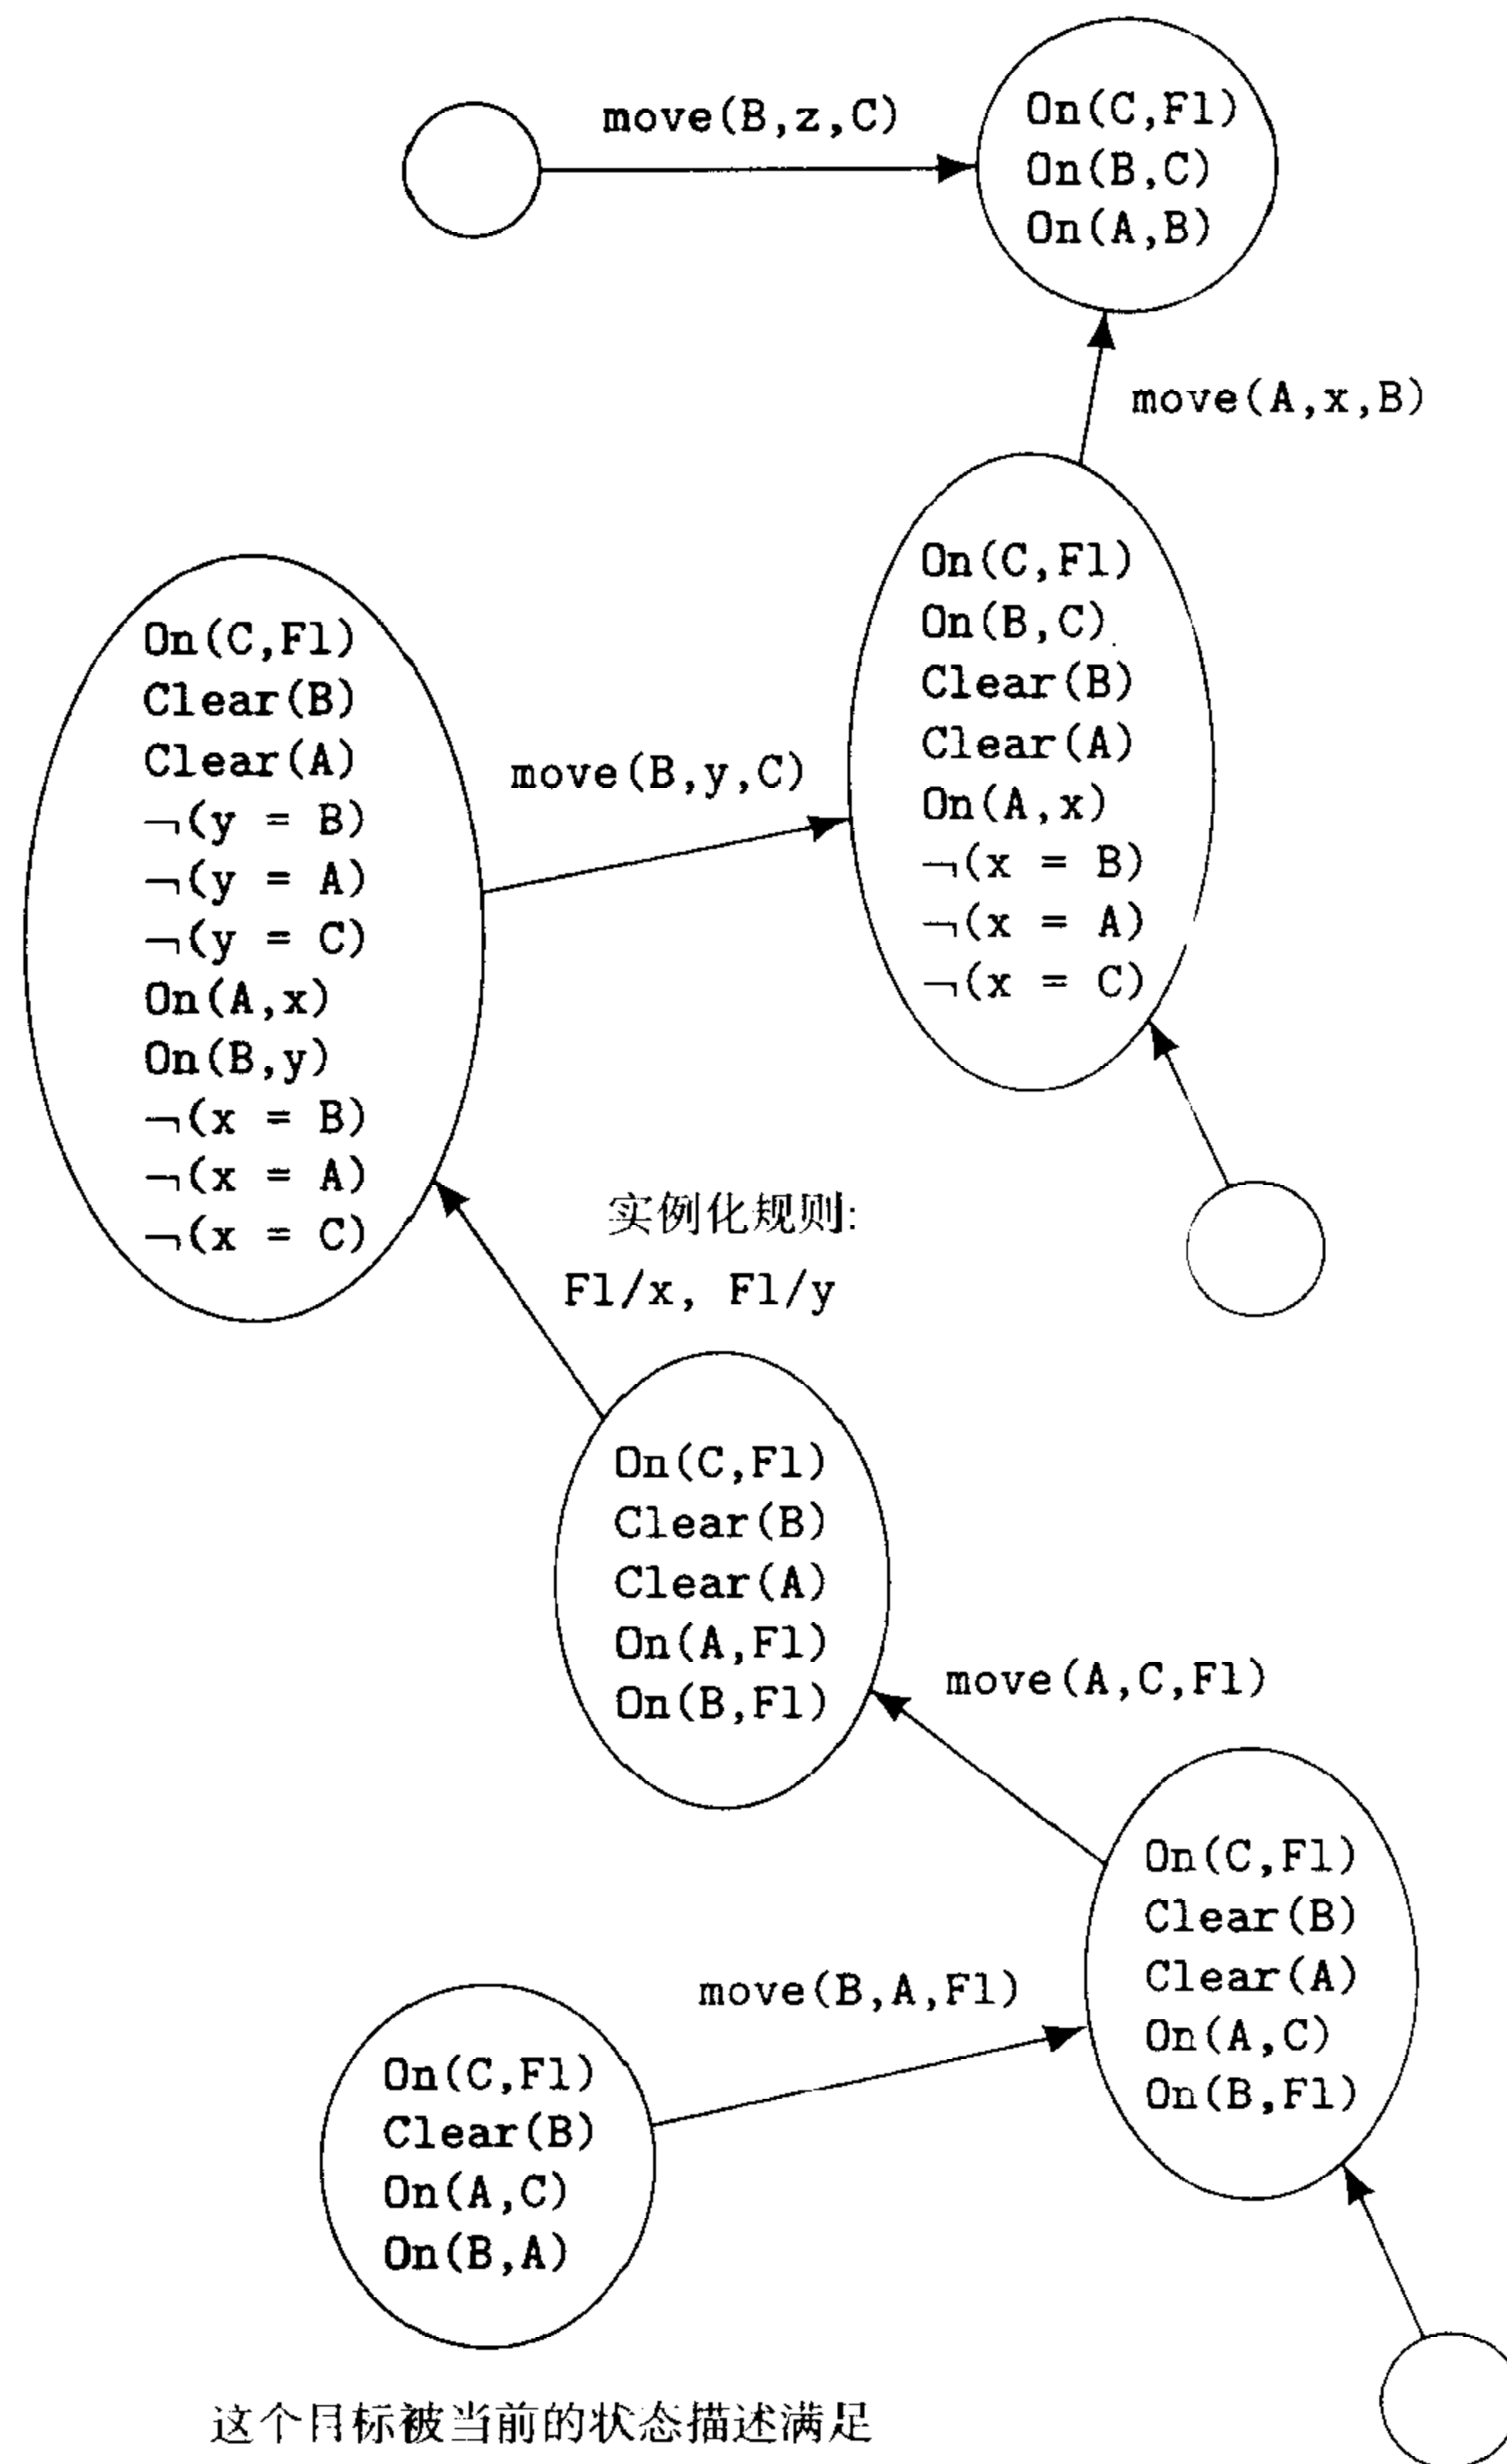 move(B,z,C)
On(C,Fl)
On(B,C)
On(A,B)
move(A,x,B)
On(C,Fl)
On(B,C)
Clear(B)
Clear(A)
On(A,x)
¬(x = B)
¬(x = A)
¬(x = C)
move(B,y,C)
On(C,Fl)
Clear(B)
Clear(A)
¬(y = B)
¬(y = A)
¬(y = C)
On(A,x)
On(B,y)
¬(x = B)
¬(x = A)
¬(x = C)
实例化规则:
Fl/x, Fl/y
On(C,Fl)
Clear(B)
Clear(A)
On(A,Fl)
On(B,Fl)
move(A,C,Fl)
On(C,Fl)
Clear(B)
Clear(A)
On(A,C)
On(B,Fl)
move(B,A,Fl)
On(C,Fl)
Clear(B)
On(A,C)
On(B,A)
这个目标被当前的状态描述满足